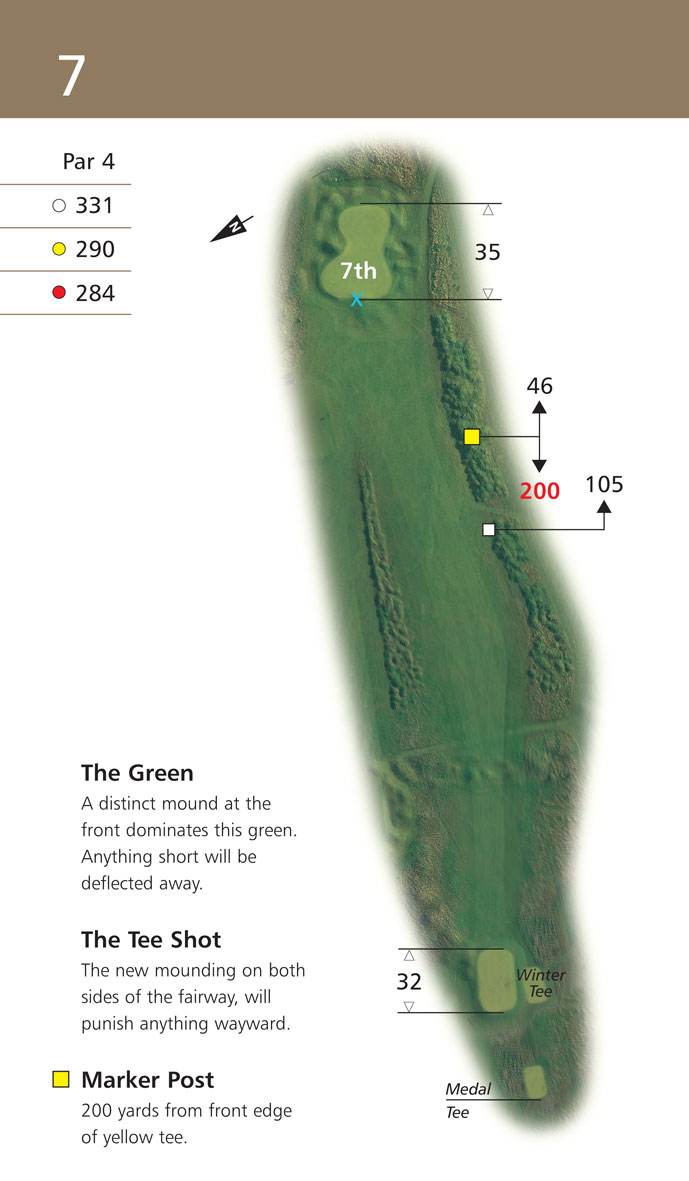 7
Par 4
331
290
284
N
35
7th
X
46
200
105
The Green
A distinct mound at the
front dominates this green.
Anything short will be
deflected away.
The Tee Shot
The new mounding on both
sides of the fairway, will
punish anything wayward.
32
Winter
Tee
Marker Post
200 yards from front edge
of yellow tee.
Medal
Tee